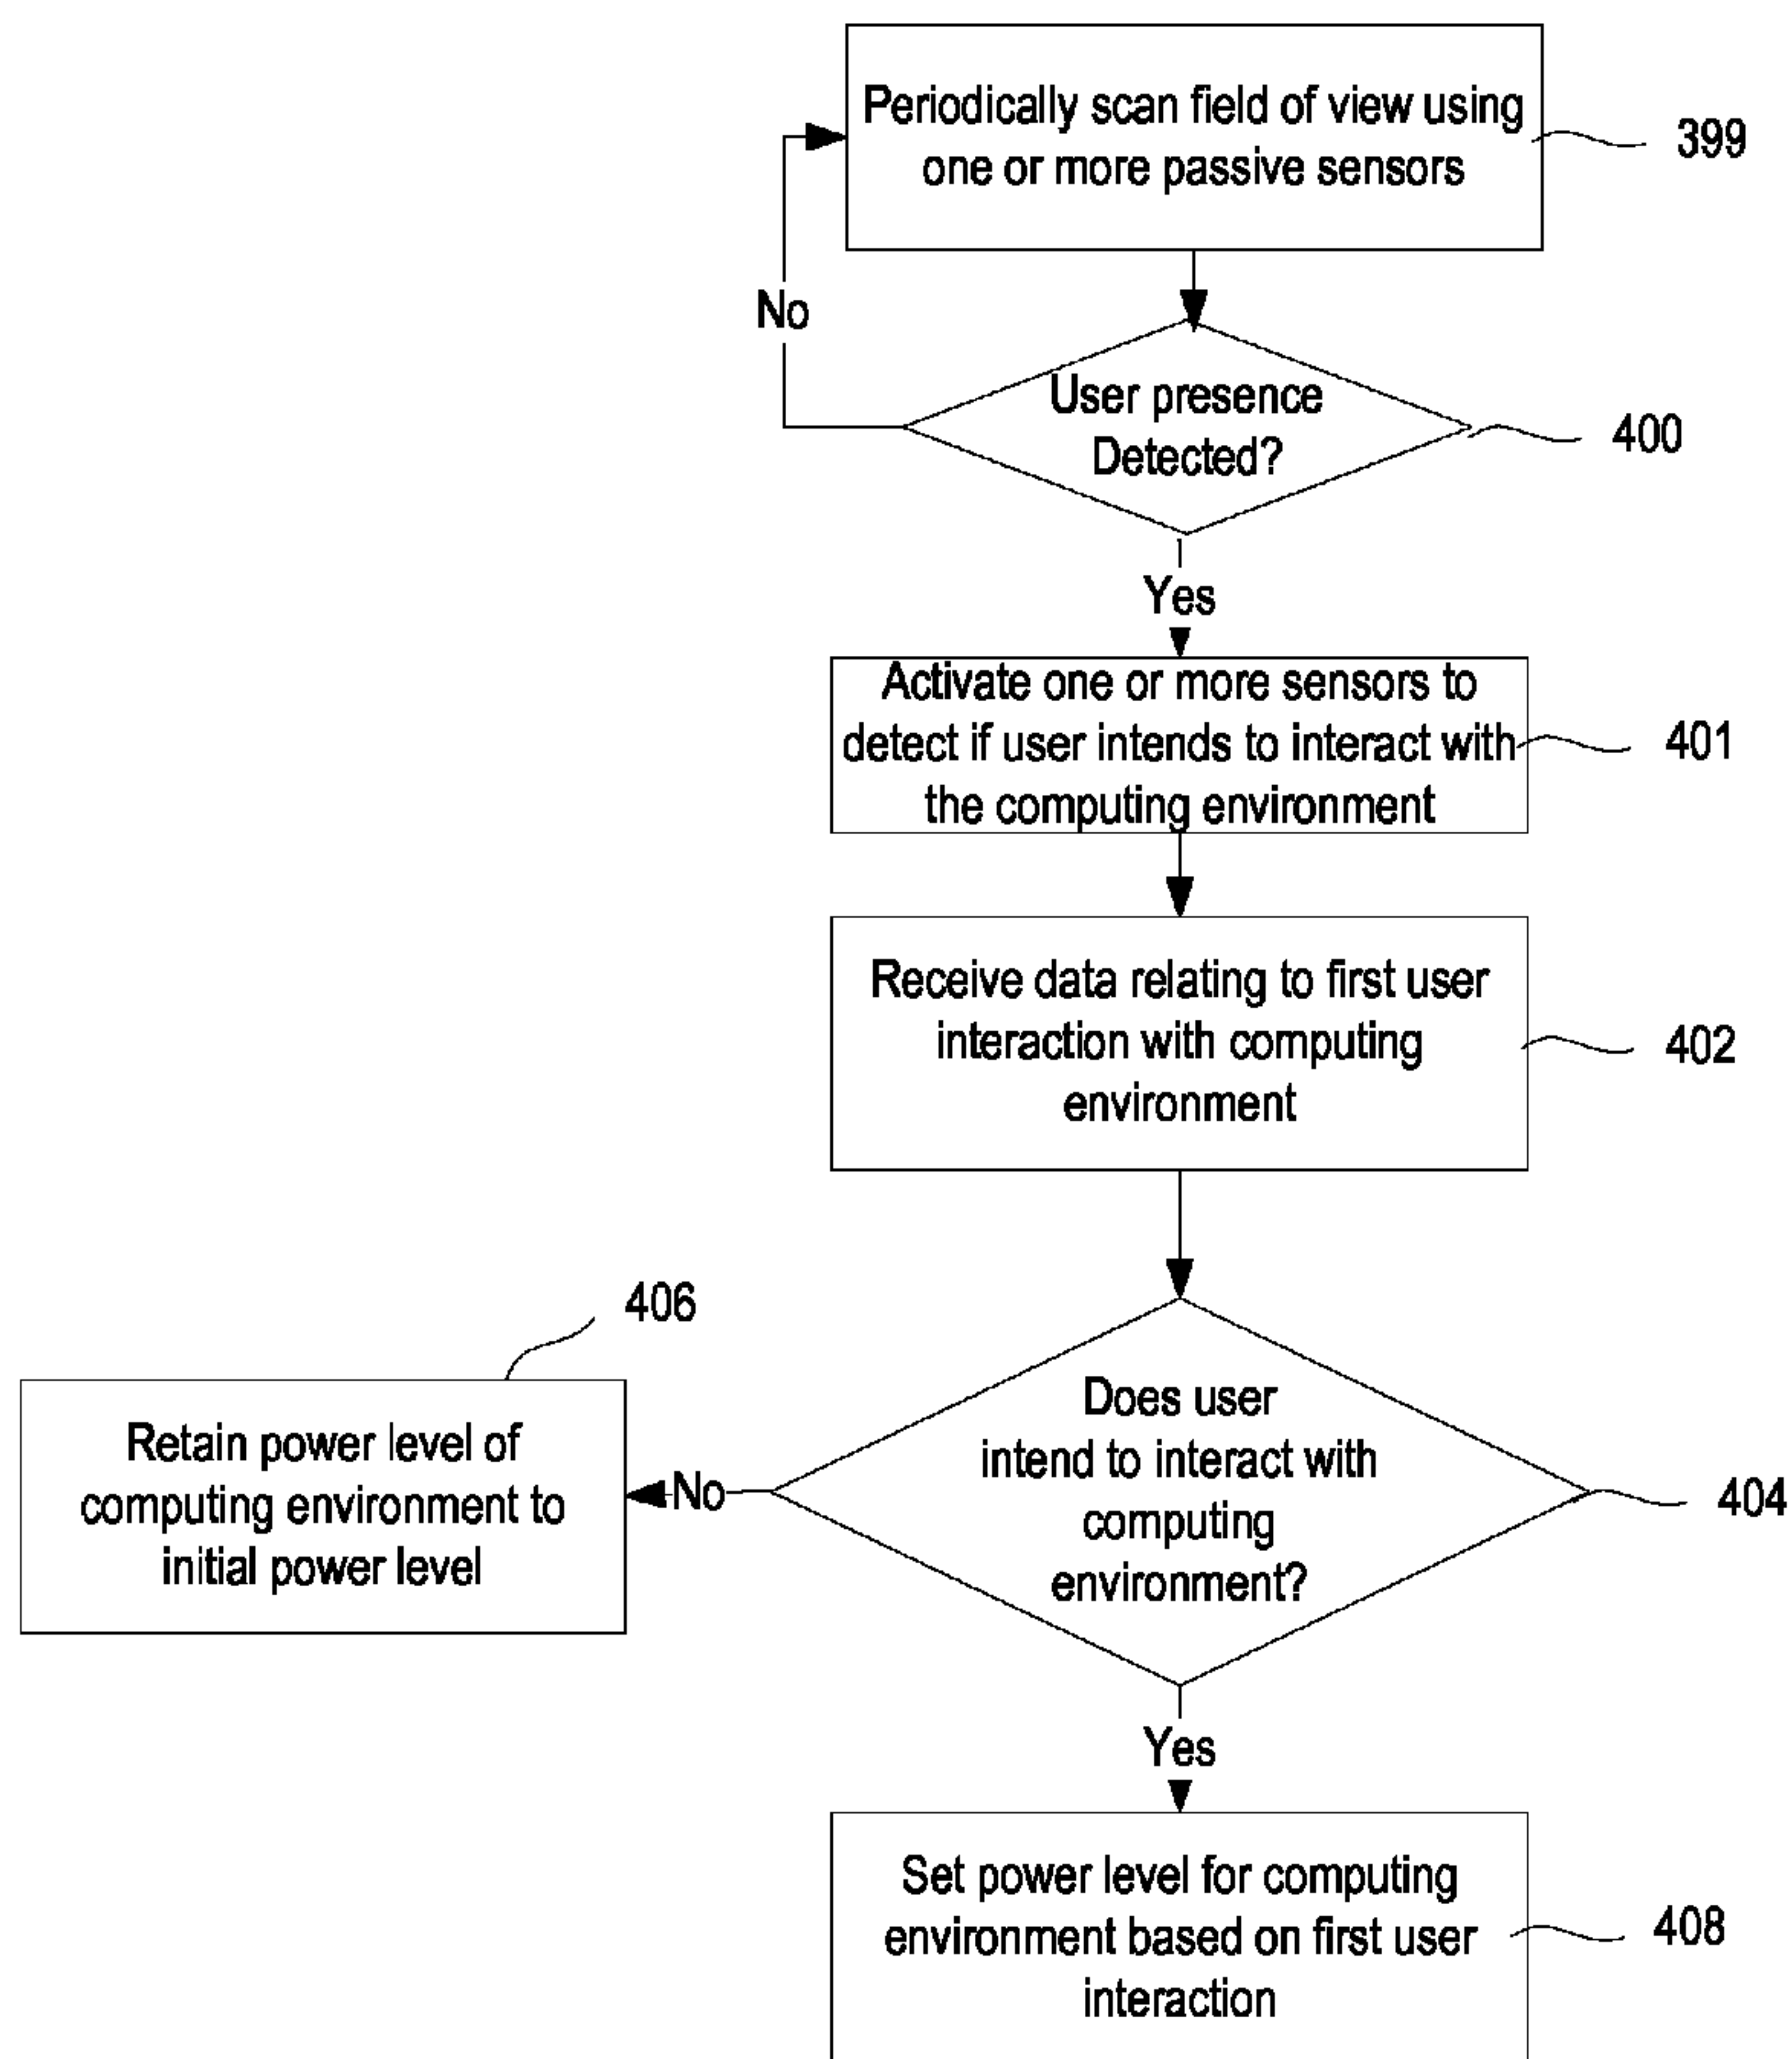 Periodically scan field of view using
one or more passive sensors
399
No
User presence
Detected?
400
Yes
Activate one or more sensors to
detect if user intends to interact with
the computing environment
401
Receive data relating to first user
interaction with computing
environment
402
406
Retain power level of
computing environment to
initial power level
No
Does user
intend to interact with
computing
environment?
404
Yes
Set power level for computing
environment based on first user
interaction
408